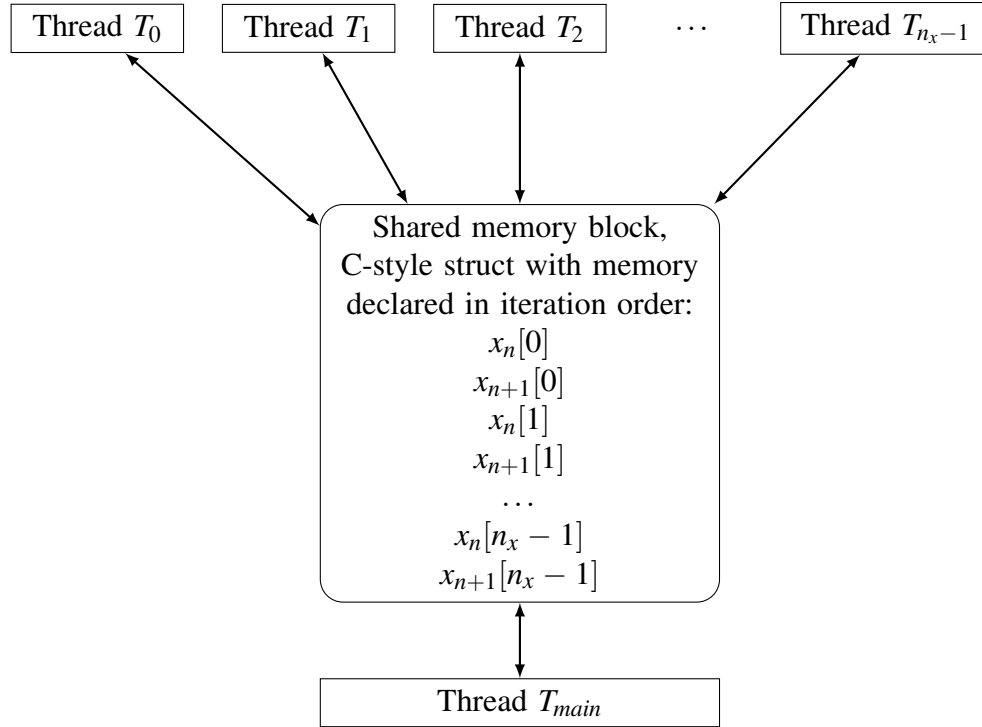 Thread T_0 Thread T_1 Thread T_2 ⋯ Thread T_{n_x−1}
Shared memory block,
C-style struct with memory
declared in iteration order:
x_n[0]
x_{n+1}[0]
x_n[1]
x_{n+1}[1]
…
x_n[n_x − 1]
x_{n+1}[n_x − 1]
Thread T_{main}